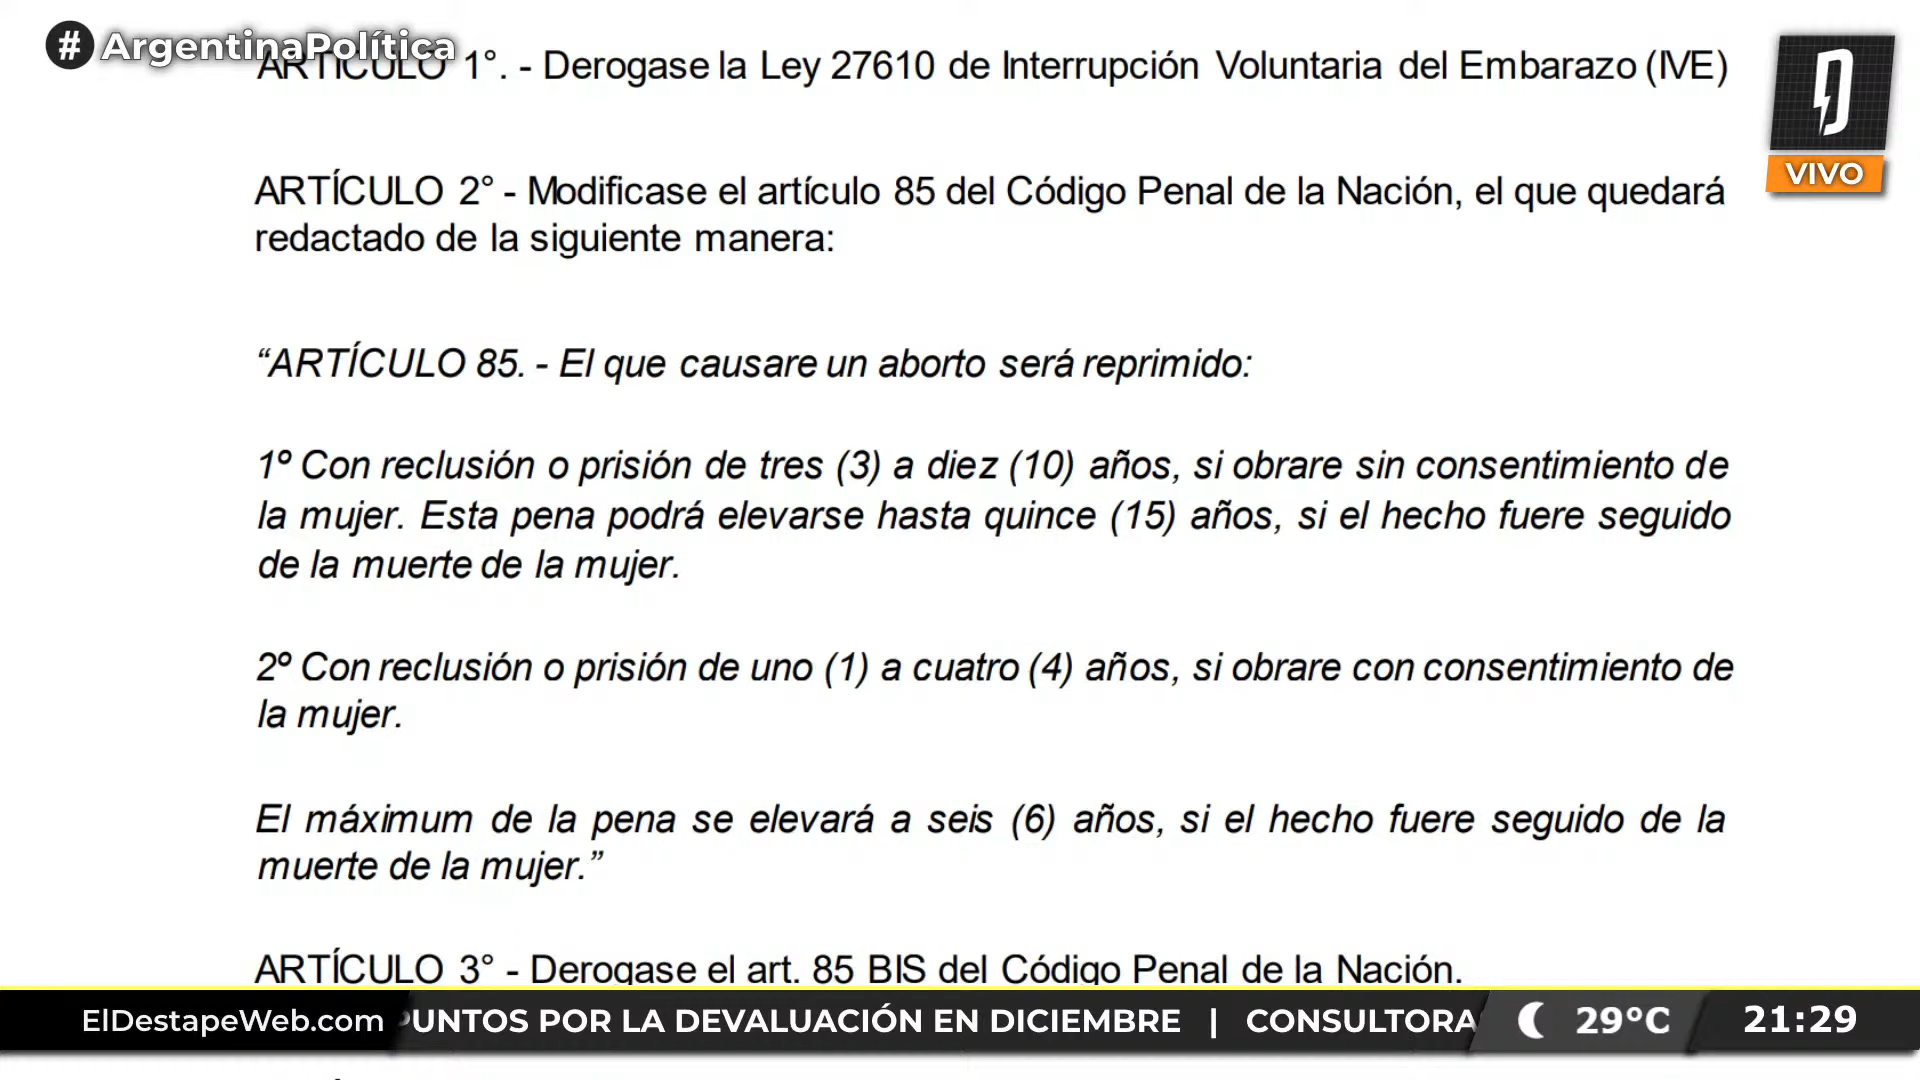 #ArgentinaPolítica
ARTÍCULO 1°. - Derogase la Ley 27610 de Interrupción Voluntaria del Embarazo (IVE)
VIVO
ARTÍCULO 2° - Modificase el artículo 85 del Código Penal de la Nación, el que quedará
redactado de la siguiente manera:
“ARTÍCULO 85. - El que causare un aborto será reprimido:
1º Con reclusión o prisión de tres (3) a diez (10) años, si obrare sin consentimiento de
la mujer. Esta pena podrá elevarse hasta quince (15) años, si el hecho fuere seguido
de la muerte de la mujer.
2º Con reclusión o prisión de uno (1) a cuatro (4) años, si obrare con consentimiento de
la mujer.
El máximum de la pena se elevará a seis (6) años, si el hecho fuere seguido de la
muerte de la mujer.”
ARTÍCULO 3° - Derogase el art. 85 BIS del Código Penal de la Nación.
ElDestapeWeb.com PUNTOS POR LA DEVALUACIÓN EN DICIEMBRE | CONSULTORA 29°C 21:29